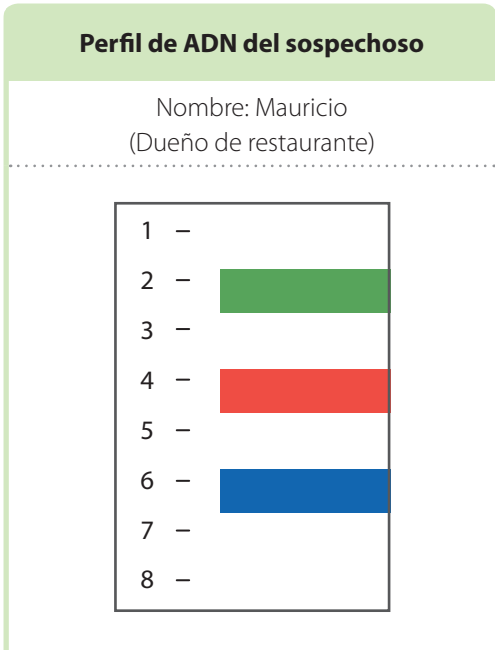 Perfil de ADN del sospechoso
Nombre: Mauricio
(Dueño de restaurante)
1 –
2 –
3 –
4 –
5 –
6 –
7 –
8 –